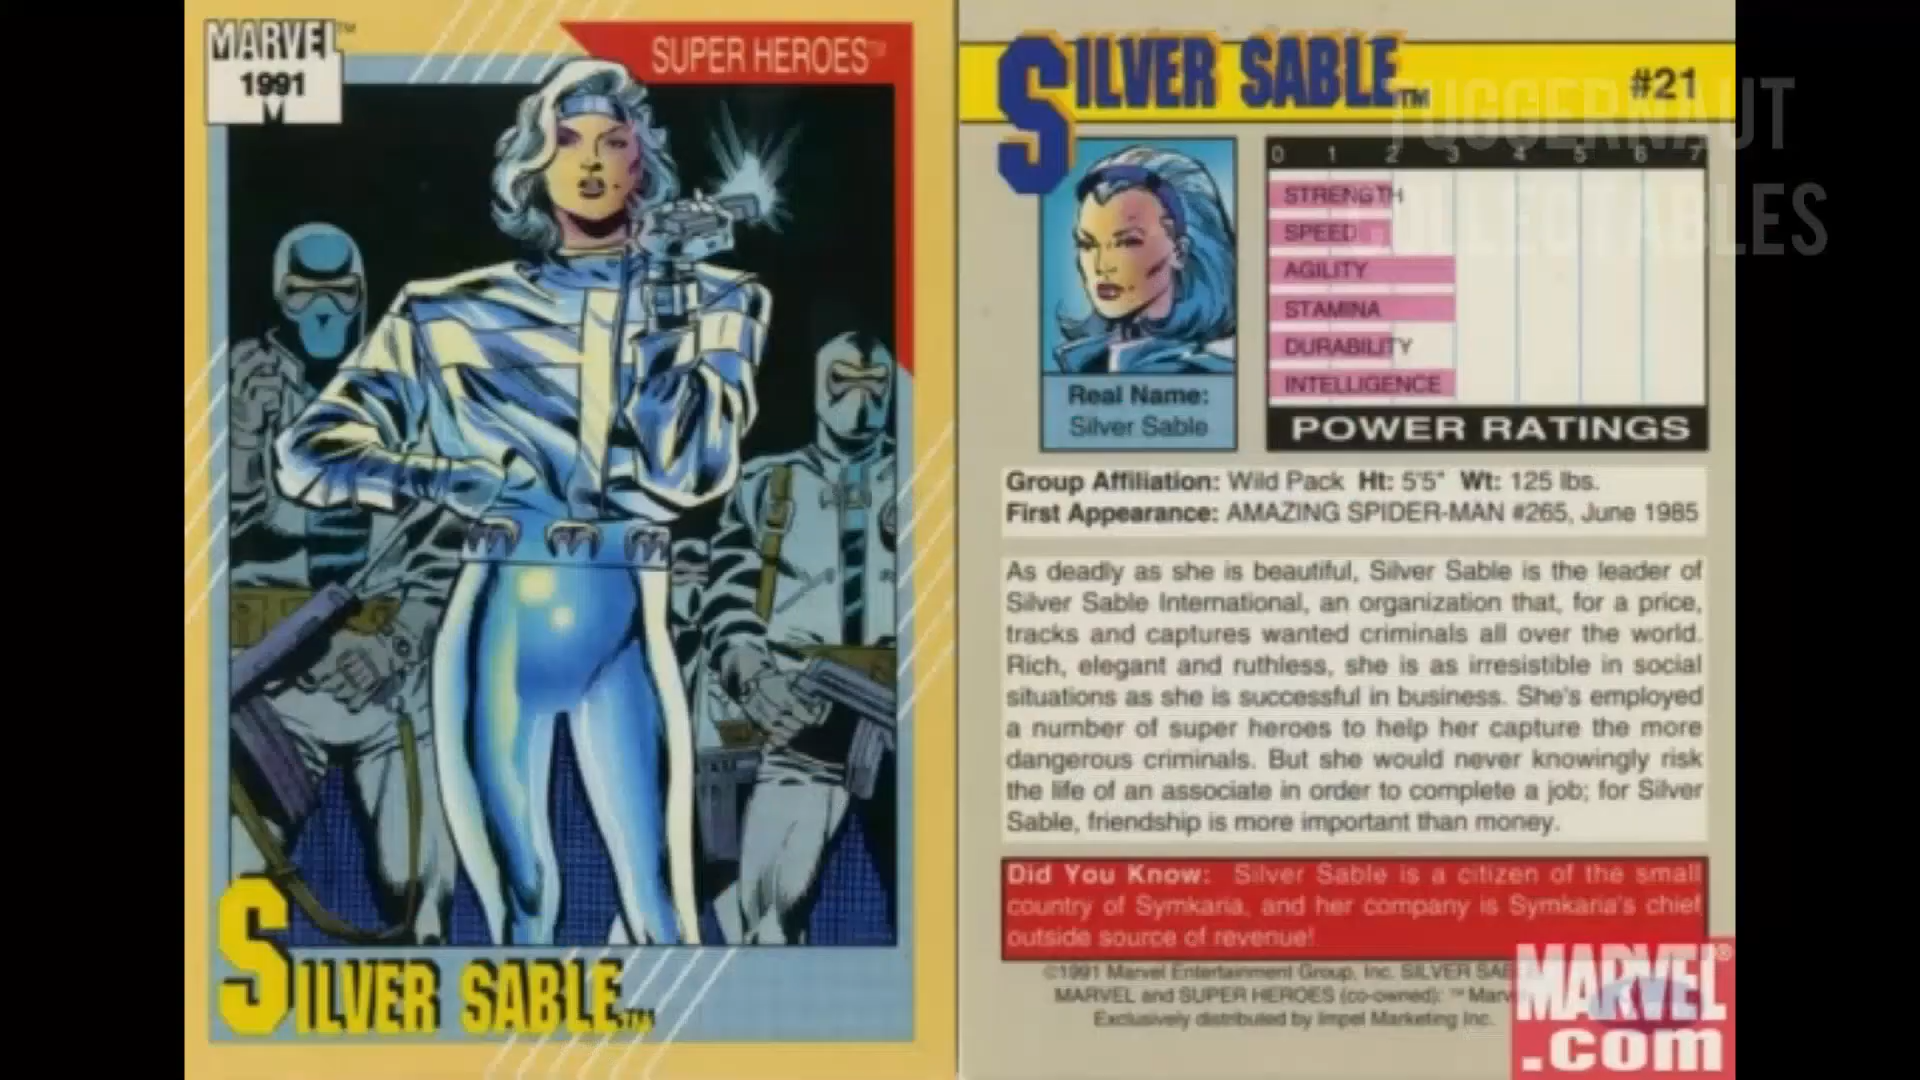 MARVEL™
1991
M
SUPER HEROES™
SILVER SABLE™
SILVER SABLE™
#21
JUGGERNAUT
COLLECTABLES
0 1 2 3 4 5 6 7
STRENGTH
SPEED
AGILITY
STAMINA
DURABILITY
INTELLIGENCE
POWER RATINGS
Real Name:
Silver Sable
Group Affiliation: Wild Pack Ht: 5'5" Wt: 125 lbs.
First Appearance: AMAZING SPIDER-MAN #265, June 1985
As deadly as she is beautiful, Silver Sable is the leader of
Silver Sable International, an organization that, for a price,
tracks and captures wanted criminals all over the world.
Rich, elegant and ruthless, she is as irresistible in social
situations as she is successful in business. She's employed
a number of super heroes to help her capture the more
dangerous criminals. But she would never knowingly risk
the life of an associate in order to complete a job; for Silver
Sable, friendship is more important than money.
Did You Know: Silver Sable is a citizen of the small
country of Symkaria, and her company is Symkaria's chief
outside source of revenue!
©1991 Marvel Entertainment Group, Inc. SILVER
MARVEL and SUPER HEROES (co-owned): ™
Exclusively distributed by Impel Marketing Inc.
MARVEL®
.com